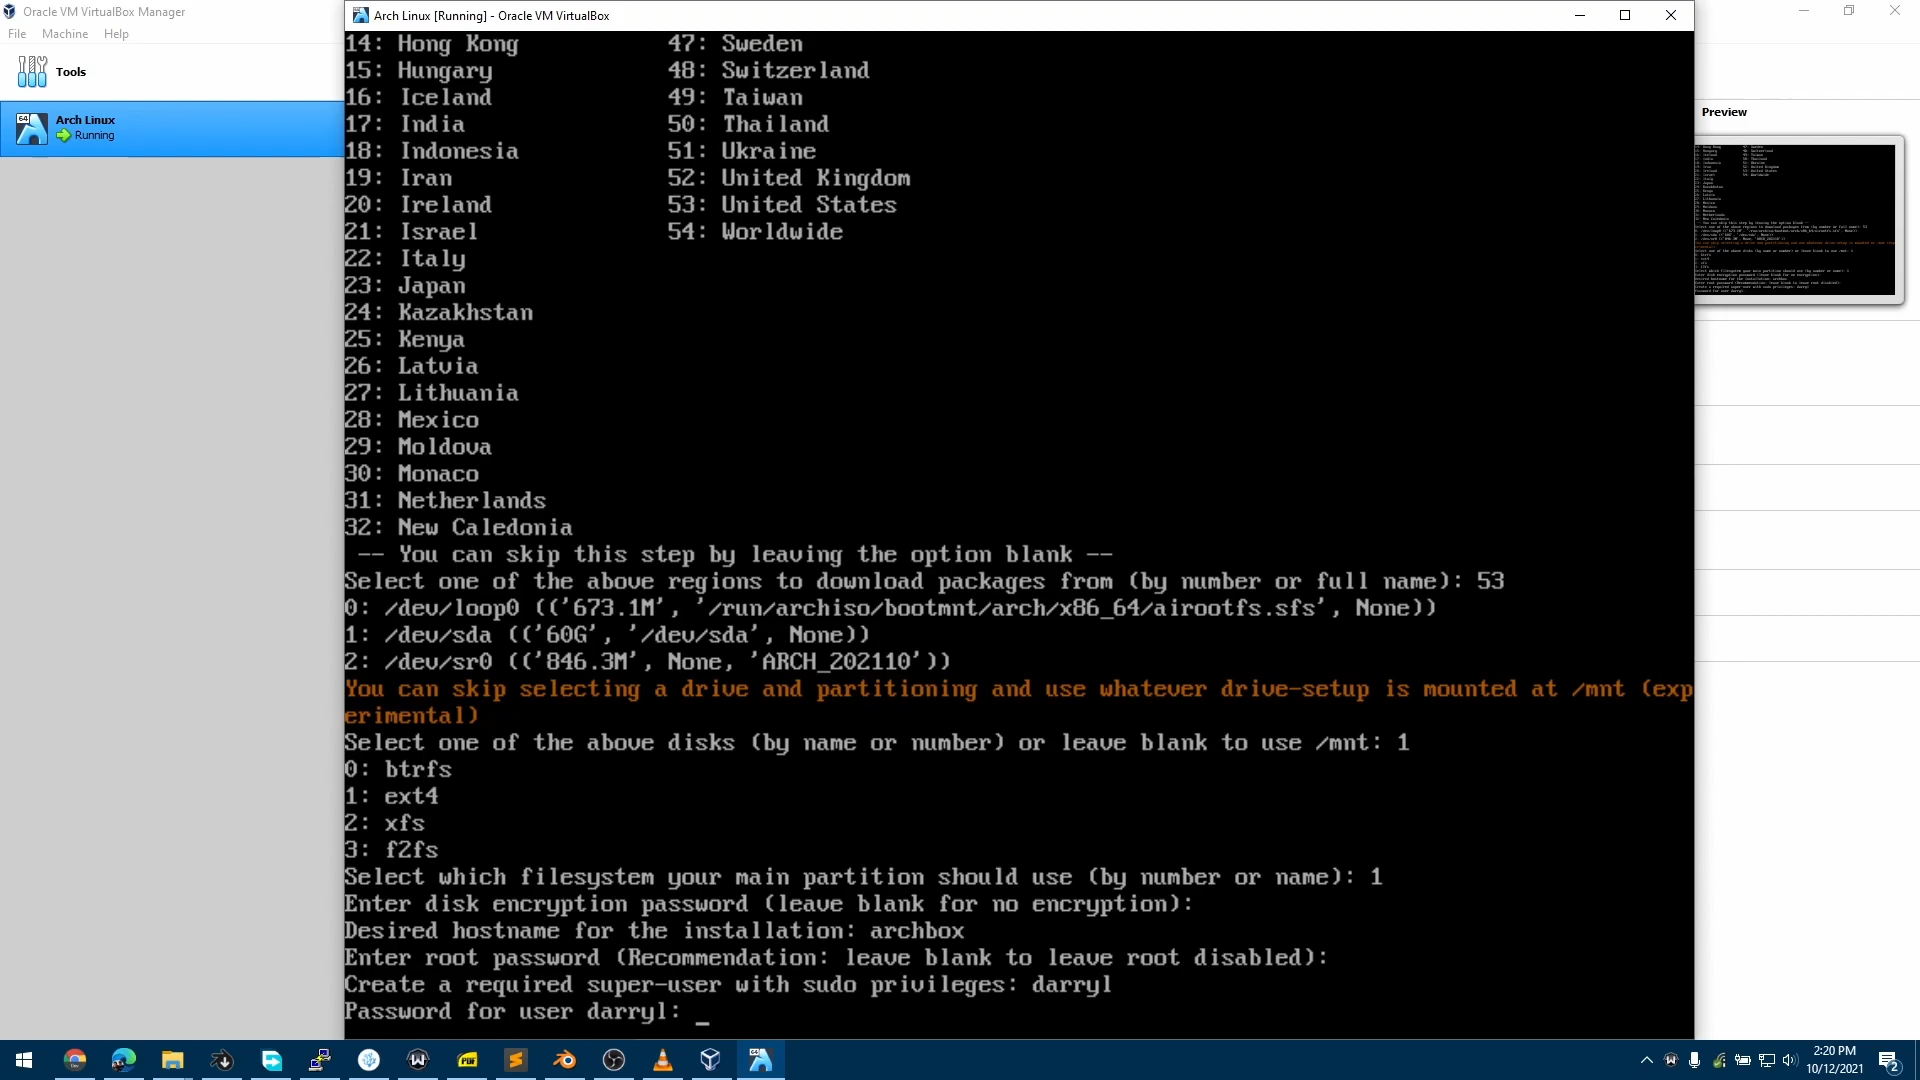 Oracle VM VirtualBox Manager
File Machine Help
Tools
64
Arch Linux
Running
Arch Linux [Running] - Oracle VM VirtualBox
14: Hong Kong 47: Sweden
15: Hungary 48: Switzerland
16: Iceland 49: Taiwan
17: India 50: Thailand
18: Indonesia 51: Ukraine
19: Iran 52: United Kingdom
20: Ireland 53: United States
21: Israel 54: Worldwide
22: Italy
23: Japan
24: Kazakhstan
25: Kenya
26: Latvia
27: Lithuania
28: Mexico
29: Moldova
30: Monaco
31: Netherlands
32: New Caledonia
-- You can skip this step by leaving the option blank --
Select one of the above regions to download packages from (by number or full name): 53
0: /dev/loop0 (('673.1M', '/run/archiso/bootmnt/arch/x86_64/airootfs.sfs', None))
1: /dev/sda (('60G', '/dev/sda', None))
2: /dev/sr0 (('846.3M', None, 'ARCH_202110'))
You can skip selecting a drive and partitioning and use whatever drive-setup is mounted at /mnt (exp
erimental)
Select one of the above disks (by name or number) or leave blank to use /mnt: 1
0: btrfs
1: ext4
2: xfs
3: f2fs
Select which filesystem your main partition should use (by number or name): 1
Enter disk encryption password (leave blank for no encryption):
Desired hostname for the installation: archbox
Enter root password (Recommendation: leave blank to leave root disabled):
Create a required super-user with sudo privileges: darryl
Password for user darryl: _
Preview
Dev
PDF
64
2:20 PM
10/12/2021
2